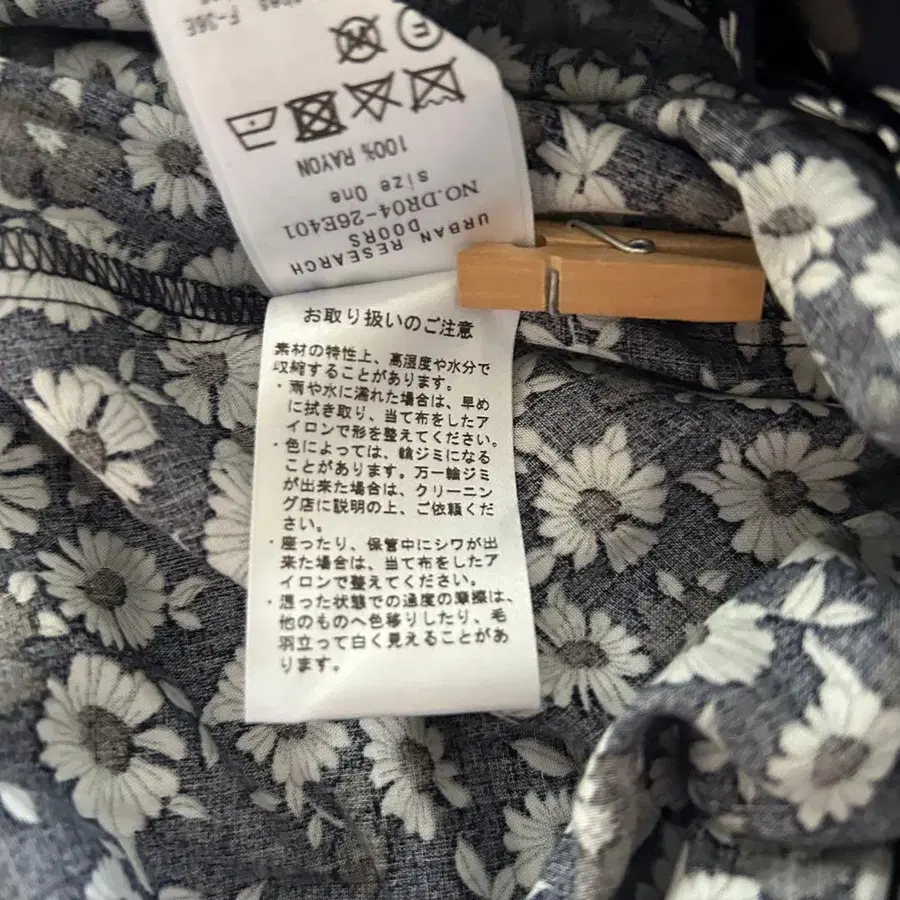 URBAN RESEARCH
DOORS
NO.DR04-26E401
size One
100% RAYON
お取り扱いのご注意
素材の特性上、高湿度や水分で
収縮することがあります。
・雨や水に濡れた場合は、早め
に拭き取り、当て布をしたア
イロンで形を整えてください。
・色によっては、輪ジミになる
ことがあります。万一輪ジミ
が出来た場合は、クリーニン
グ店に説明の上、ご依頼くだ
さい。
・座ったり、保管中にシワが出
来た場合は、当て布をしたア
イロンで整えてください。
・湿った状態での過度の摩擦は、
他のものへ色移りしたり、毛
羽立って白く見えることがあ
ります。